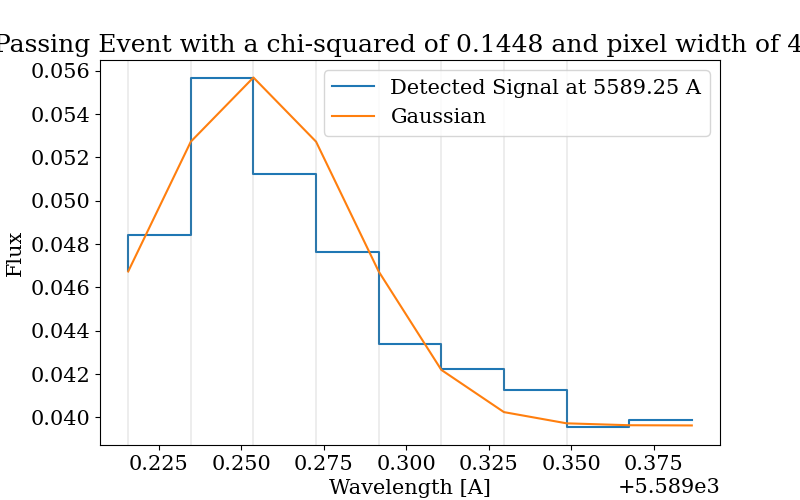 Passing Event with a chi-squared of 0.1448 and pixel width of 4
0.056
0.054
0.052
0.050
0.048
0.046
0.044
0.042
0.040
Flux
Detected Signal at 5589.25 A
Gaussian
0.225 0.250 0.275 0.300 0.325 0.350 0.375
+5.589e3
Wavelength [A]